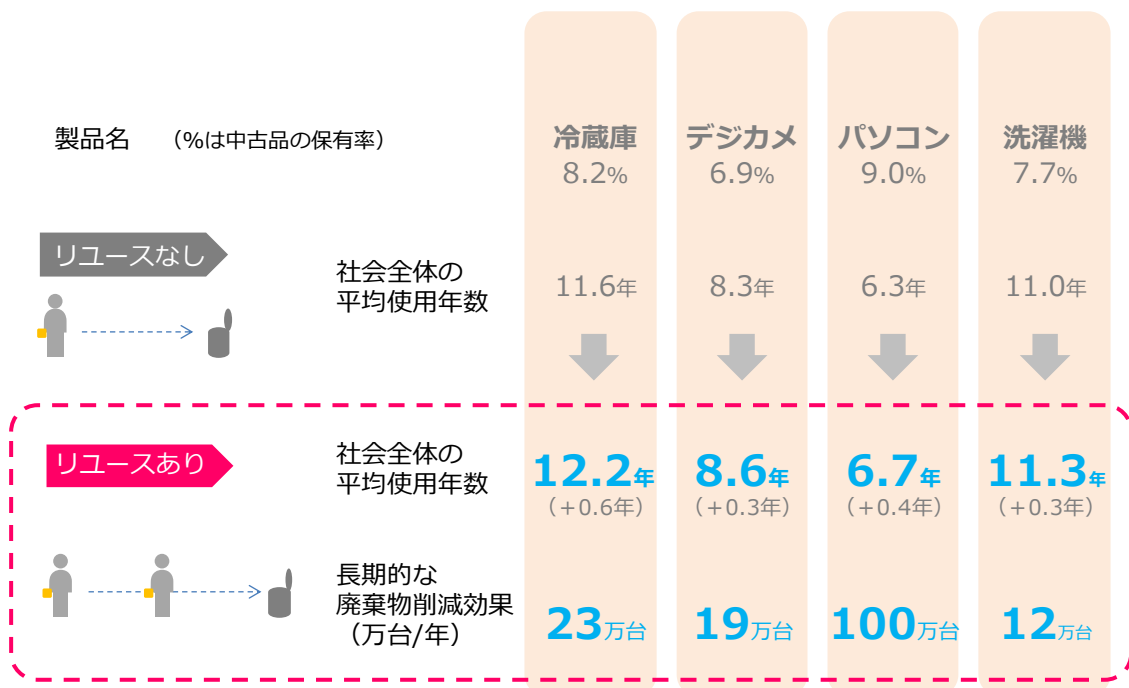 製品名 （%は中古品の保有率）
冷蔵庫 デジカメ パソコン 洗濯機
8.2% 6.9% 9.0% 7.7%
リユースなし
社会全体の
平均使用年数
11.6年 8.3年 6.3年 11.0年
リユースあり
社会全体の
平均使用年数
12.2年 8.6年 6.7年 11.3年
（＋0.6年） （＋0.3年） （＋0.4年） （＋0.3年）
長期的な
廃棄物削減効果
（万台/年）
23万台 19万台 100万台 12万台